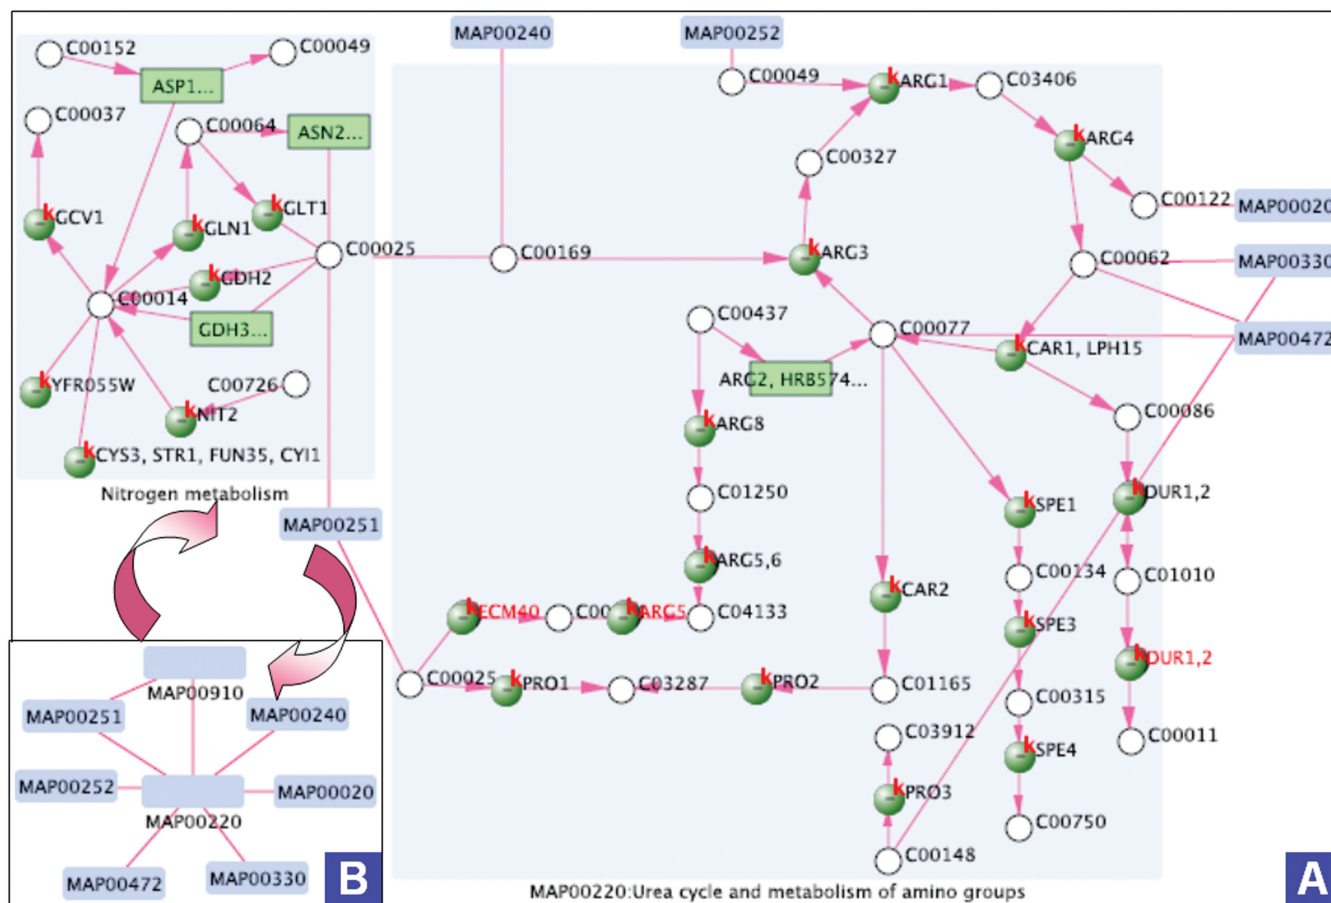 MAP00240
MAP00252
C00152
C00049
ASP1...
C00037
C00064
ASN2...
k GCV1
k GLN1
k GLT1
C00025
k GDH2
C00014
GDH3...
k YFR055W
C00726
k NIT2
k CYS3, STR1, FUN35, CYI1
Nitrogen metabolism
MAP00251
C00049
k ARG1
C03406
k ARG4
C00327
C00122
MAP00020
C00169
k ARG3
C00062
MAP00330
C00437
C00077
MAP00472
k CAR1, LPH15
ARG2, HRB574...
C00086
k ARG8
C01250
k SPE1
k DUR1,2
k ARG5,6
C00134
C01010
k CAR2
k ECM40
C00
k ARG5
C04133
k SPE3
k DUR1,2
C00025
k PRO1
C03287
k PRO2
C01165
C00315
C03912
C00011
k SPE4
k PRO3
C00750
C00148
MAP00220:Urea cycle and metabolism of amino groups
A
MAP00910
MAP00251
MAP00240
MAP00252
MAP00020
MAP00220
MAP00472
MAP00330
B